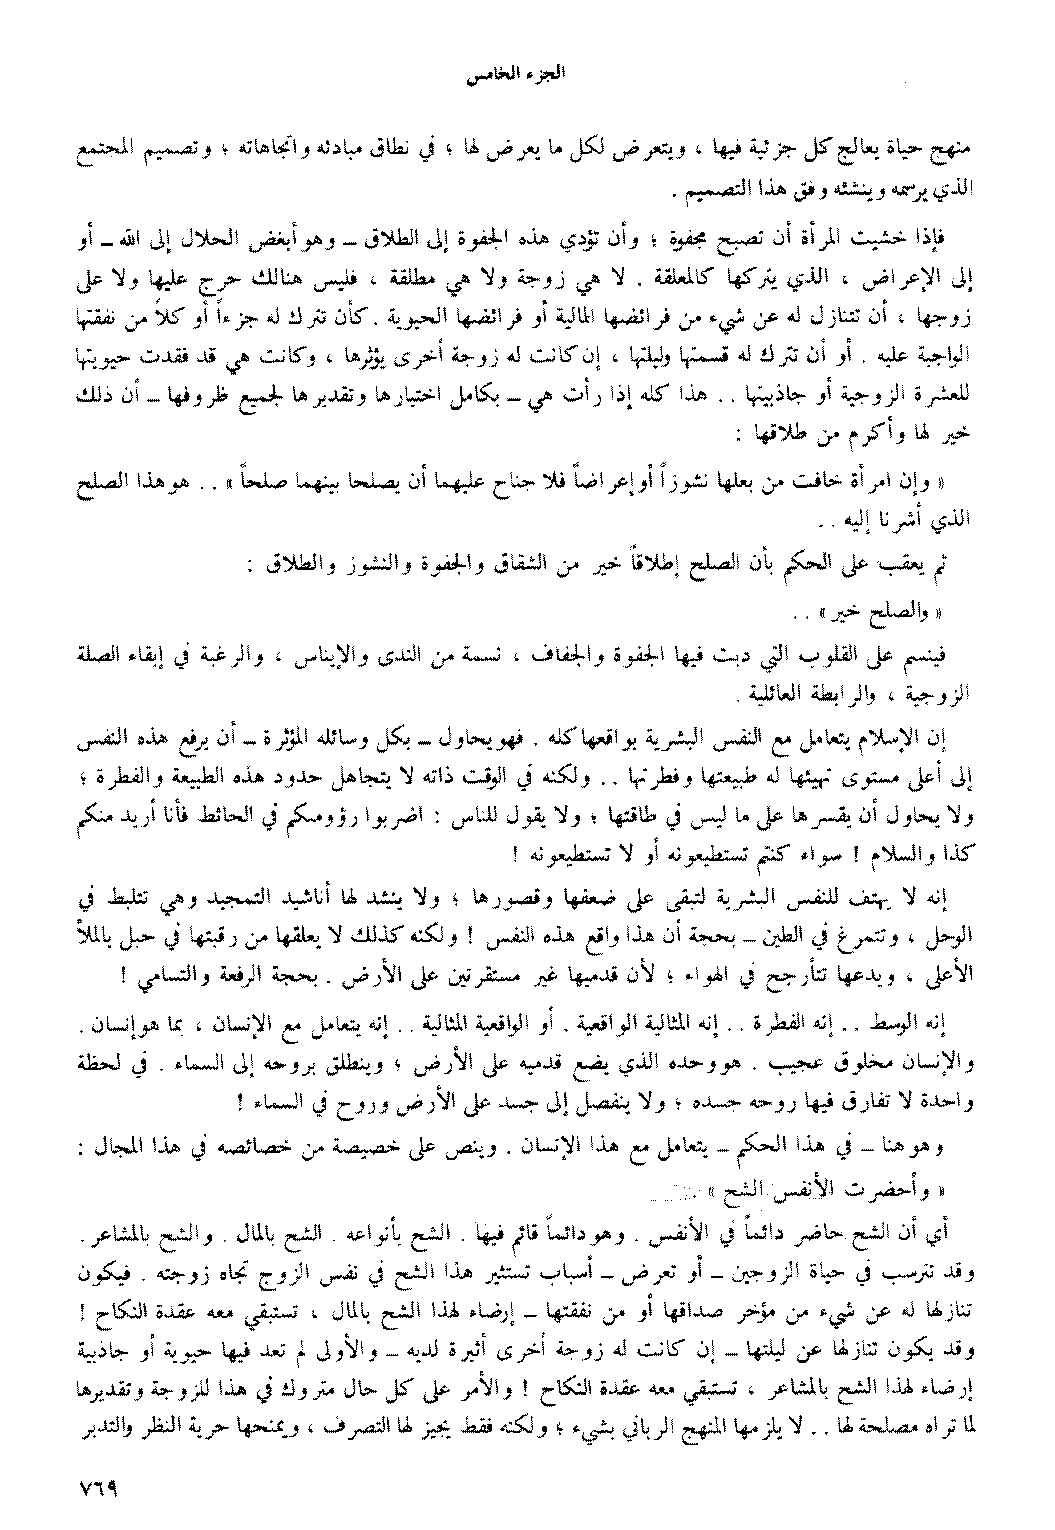 الجزء الخامس
منهج حياة يعالج كل جزئية فيها ، ويتعرض لكل ما يعرض لها ؛ في نطاق مبادئه واتجاهاته ؛ وتصميم المجتمع
الذي يرسمه وينشئه وفق هذا التصميم .
فإذا خشيت المرأة أن تصبح مجفوة ؛ وأن تؤدي هذه الجفوة إلى الطلاق – وهو أبغض الحلال إلى الله – أو
إلى الإعراض ، الذي يتركها كالمعلقة . لا هي زوجة ولا هي مطلقة ، فليس هنالك حرج عليها ولا على
زوجها ، أن تتنازل له عن شيء من فرائضها المالية أو فرائضها الحيوية . كأن تترك له جزءاً أو كلاً من نفقتها
الواجبة عليه . أو أن تترك له قسمتها وليلتها ، إن كانت له زوجة أخرى يؤثرها ، وكانت هي قد فقدت حيويتها
للعشرة الزوجية أو جاذبيتها .. هذا كله إذا رأت هي – بكامل اختيارها وتقديرها لجميع ظروفها – أن ذلك
خير لها وأكرم من طلاقها :
« وإن امرأة خافت من بعلها نشوزاً أو إعراضاً فلا جناح عليهما أن يصلحا بينهما صلحاً » .. هو هذا الصلح
الذي أشرنا إليه ..
ثم يعقب على الحكم بأن الصلح إطلاقاً خير من الشقاق والجفوة والنشوز والطلاق :
« والصلح خير » ..
فينسم على القلوب التي دبت فيها الجفوة والجفاف ، نسمة من الندى والإيناس ، والرغبة في إبقاء الصلة
الزوجية ، والرابطة العائلية .
إن الإسلام يتعامل مع النفس البشرية بواقعها كله . فهو يحاول – بكل وسائله المؤثرة – أن يرفع هذه النفس
إلى أعلى مستوى تهيئها له طبيعتها وفطرتها .. ولكنه في الوقت ذاته لا يتجاهل حدود هذه الطبيعة والفطرة ؛
ولا يحاول أن يقسرها على ما ليس في طاقتها ؛ ولا يقول للناس : اضربوا رؤوسكم في الحائط فأنا أريد منكم
كذا والسلام ! سواء كنتم تستطيعونه أو لا تستطيعونه !
إنه لا يهتف للنفس البشرية لتبقى على ضعفها وقصورها ؛ ولا ينشد لها أناشيد التمجيد وهي تتلبط في
الوحل ، وتتمرغ في الطين – بحجة أن هذا واقع هذه النفس ! ولكنه كذلك لا يعلقها من رقبتها في حبل بالملأ
الأعلى ، ويدعها تتأرجح في الهواء ؛ لأن قدميها غير مستقرتين على الأرض . بحجة الرفعة والتسامي !
إنه الوسط .. إنه الفطرة .. إنه المثالية الواقعية . أو الواقعية المثالية .. إنه يتعامل مع الإنسان ، بما هو إنسان .
والإنسان مخلوق عجيب . هو وحده الذي يضع قدميه على الأرض ؛ وينطلق بروحه إلى السماء . في لحظة
واحدة لا تفارق فيها روحه جسده ؛ ولا ينفصل إلى جسد على الأرض وروح في السماء !
وهو هنا – في هذا الحكم – يتعامل مع هذا الإنسان . وينص على خصيصة من خصائصه في هذا المجال :
« وأحضرت الأنفس الشح »
أي أن الشح حاضر دائماً في الأنفس . وهو دائماً قائم فيها . الشح بأنواعه . الشح بالمال . والشح بالمشاعر .
وقد تترسب في حياة الزوجين – أو تعرض – أسباب تستثير هذا الشح في نفس الزوج تجاه زوجته . فيكون
تنازلها له عن شيء من مؤخر صداقها أو من نفقتها – إرضاء لهذا الشح بالمال ، تستبقي معه عقدة النكاح !
وقد يكون تنازلها عن ليلتها – إن كانت له زوجة أخرى أثيرة لديه – والأولى لم تعد فيها حيوية أو جاذبية
إرضاء لهذا الشح بالمشاعر ، تستبقي معه عقدة النكاح ! والأمر على كل حال متروك في هذا للزوجة وتقديرها
لما تراه مصلحة لها .. لا يلزمها المنهج الرباني بشيء ؛ ولكنه فقط يجيز لها التصرف ، ويمنحها حرية النظر والتدبر
٧٦٩